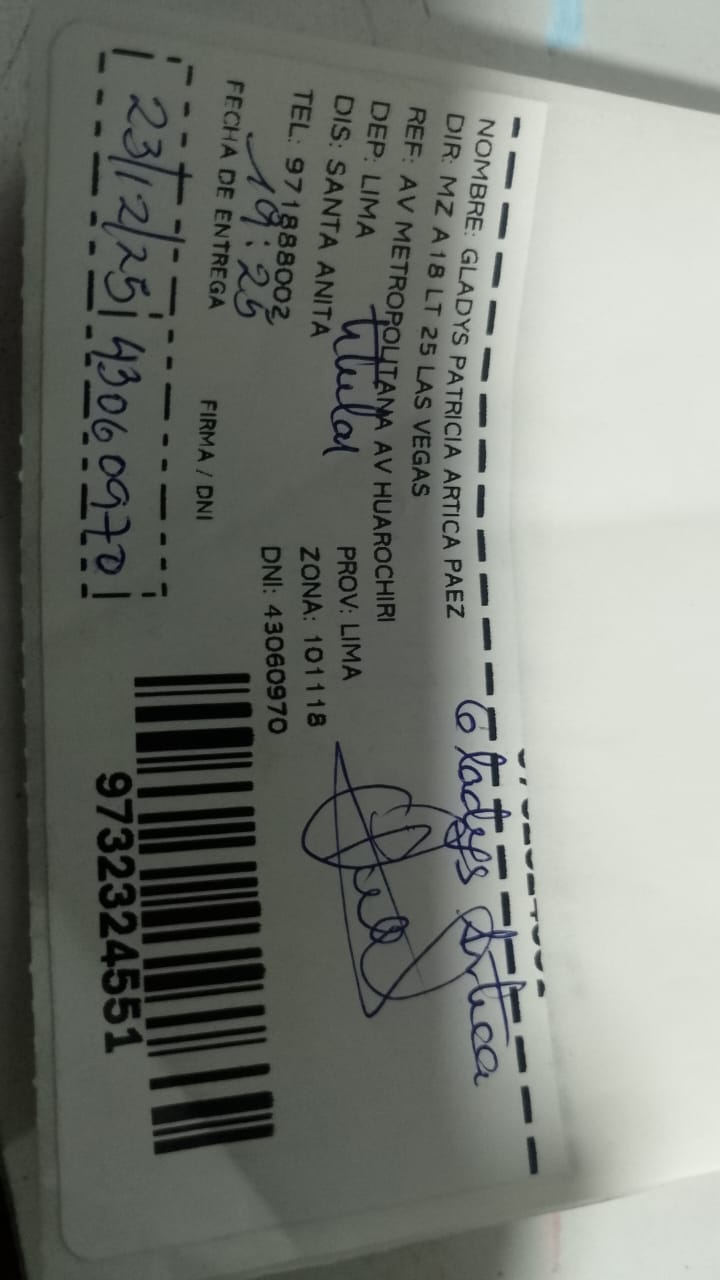 NOMBRE: GLADYS PATRICIA ARTICA PAEZ
Gladys Artica
DIR: MZ A 18 LT 25 LAS VEGAS
REF: AV METROPOLITANA AV HUAROCHIRI
DEP: LIMA
PROV: LIMA
titular
DIS: SANTA ANITA
ZONA: 101118
TEL: 971888002
DNI: 43060970
19:25
FECHA DE ENTREGA
FIRMA / DNI
23/12/25
43060970
9732324551